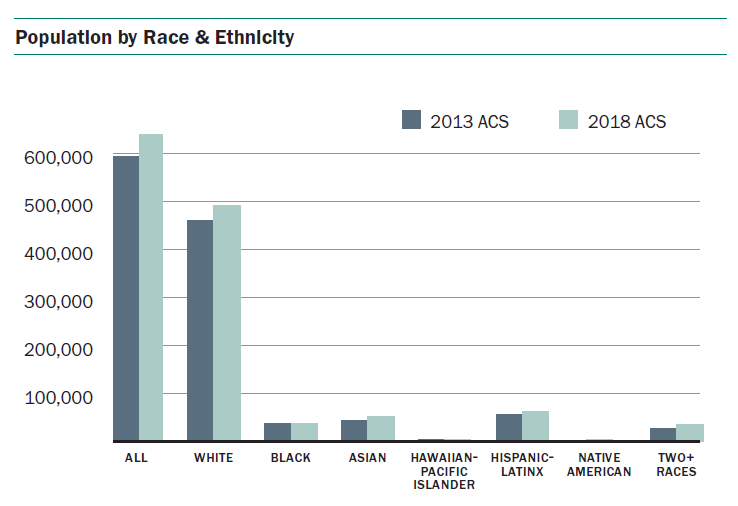 Population by Race & Ethnicity
2013 ACS
2018 ACS
600,000
500,000
400,000
300,000
200,000
100,000
ALL
WHITE
BLACK
ASIAN
HAWAIIAN-
PACIFIC
ISLANDER
HISPANIC-
LATINX
NATIVE
AMERICAN
TWO+
RACES